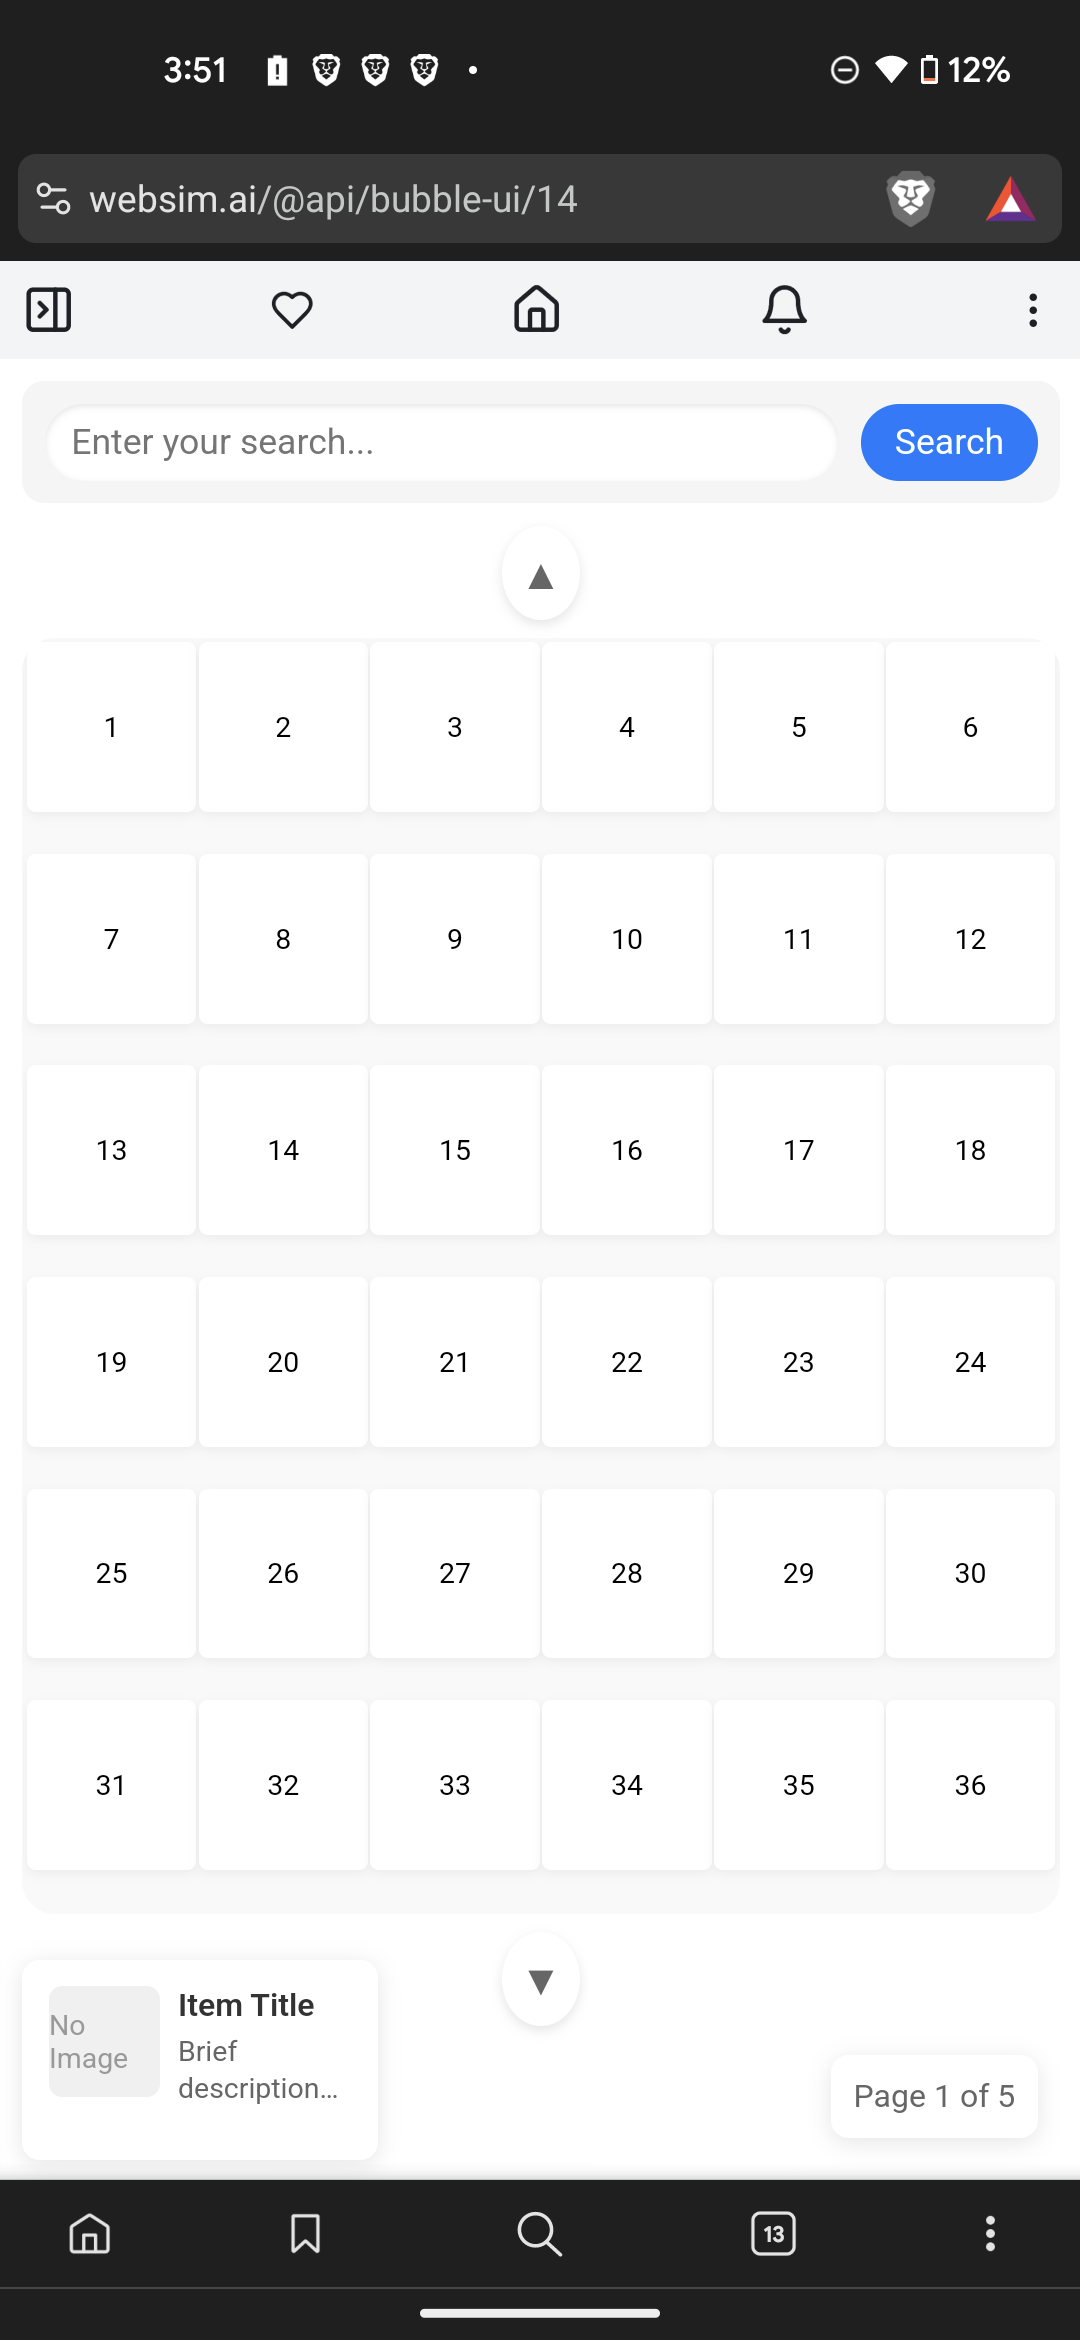 3:51
12%
websim.ai/@api/bubble-ui/14
Enter your search...
Search
▲
1 2 3 4 5 6
7 8 9 10 11 12
13 14 15 16 17 18
19 20 21 22 23 24
25 26 27 28 29 30
31 32 33 34 35 36
▼
No
Image
Item Title
Brief
description...
Page 1 of 5
13